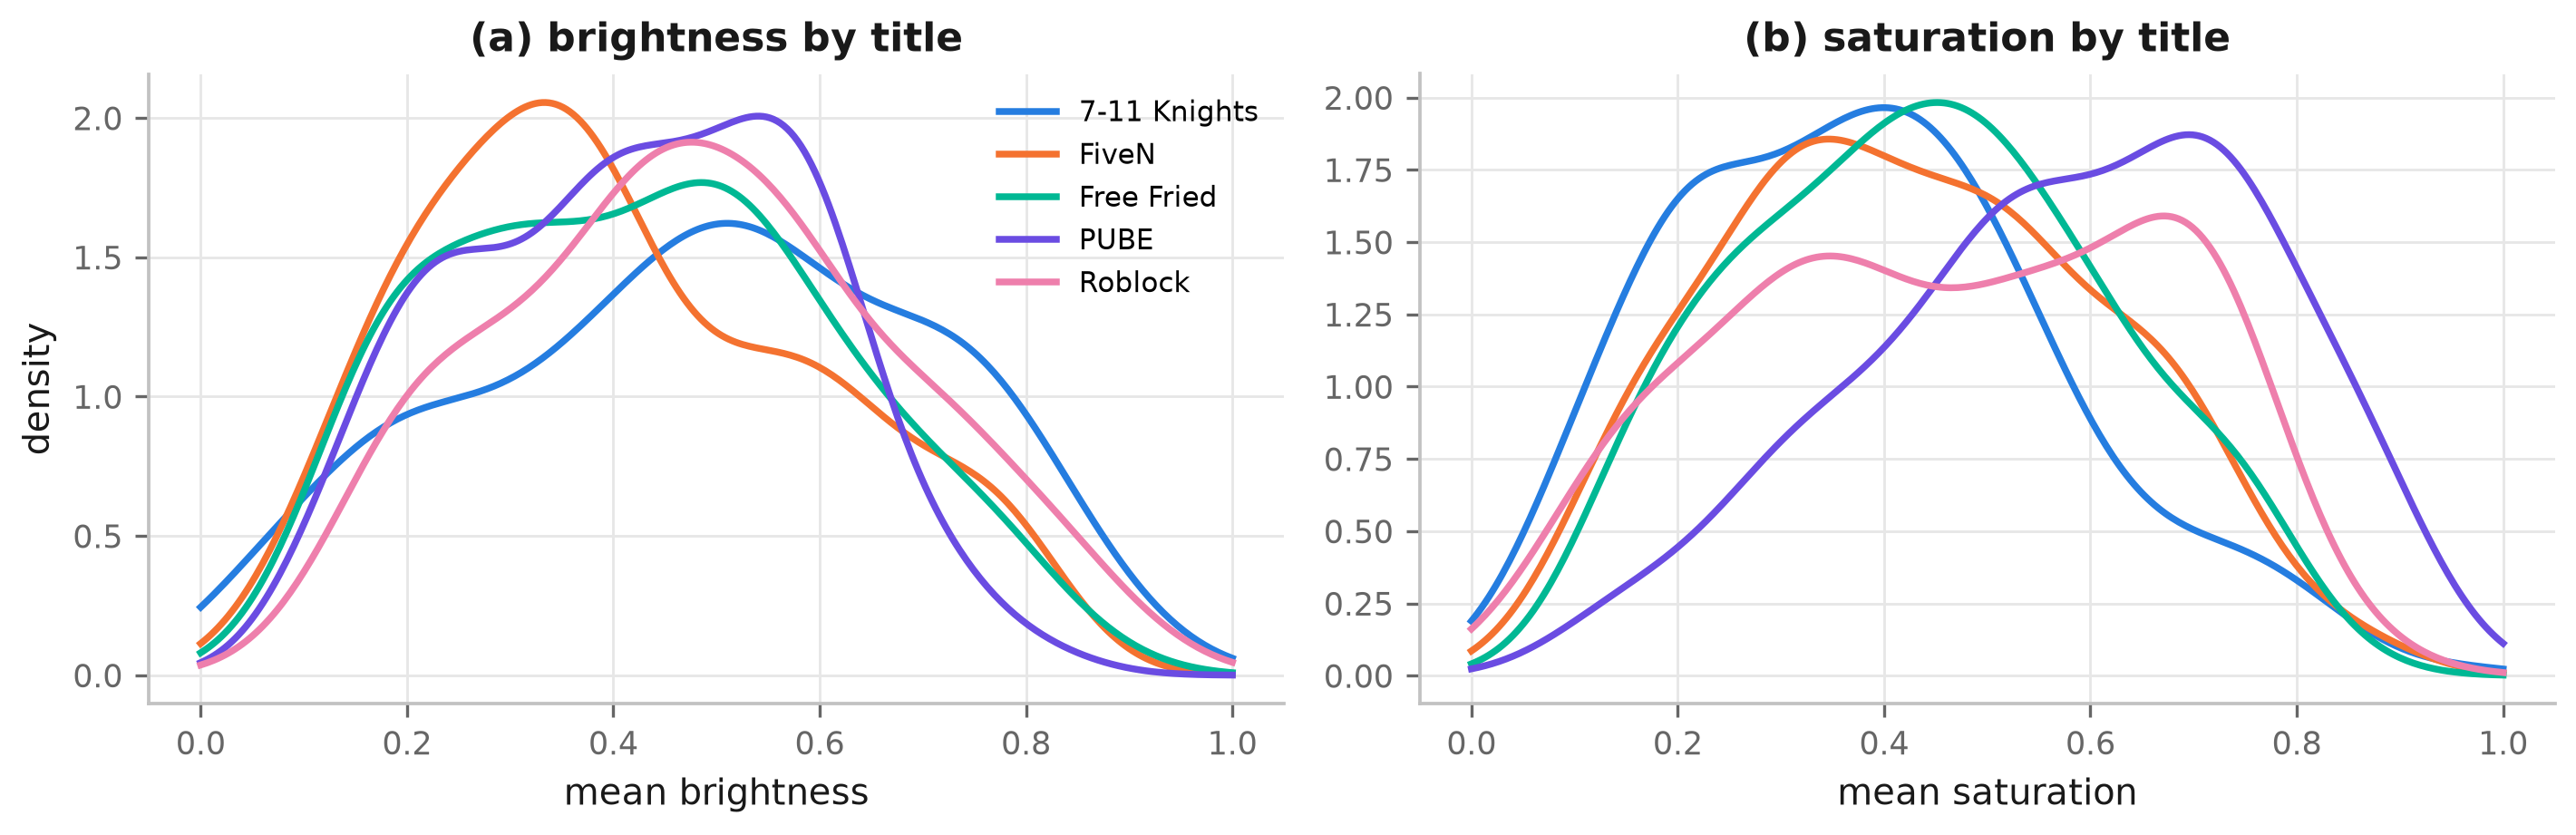 (a) brightness by title
density
2.0
1.5
1.0
0.5
0.0
0.0 0.2 0.4 0.6 0.8 1.0
mean brightness
7-11 Knights
FiveN
Free Fried
PUBE
Roblock
(b) saturation by title
2.00
1.75
1.50
1.25
1.00
0.75
0.50
0.25
0.00
0.0 0.2 0.4 0.6 0.8 1.0
mean saturation